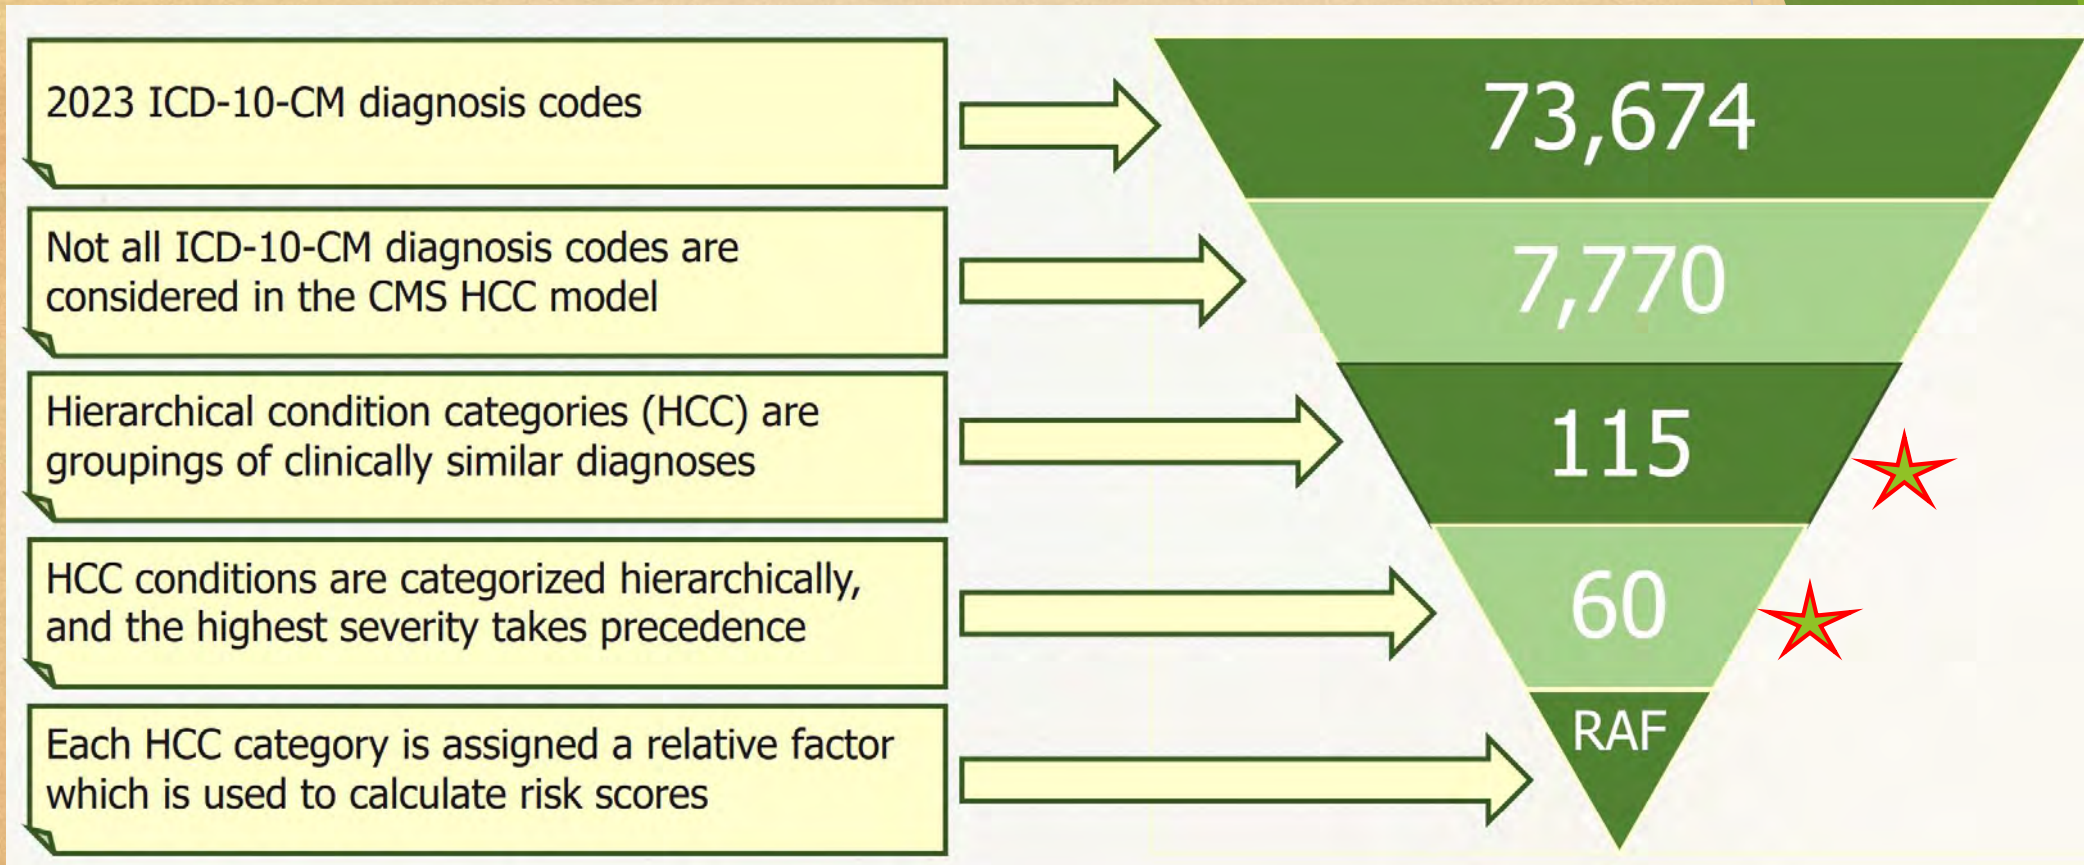 2023 ICD-10-CM diagnosis codes
73,674
Not all ICD-10-CM diagnosis codes are
considered in the CMS HCC model
7,770
Hierarchical condition categories (HCC) are
groupings of clinically similar diagnoses
115
HCC conditions are categorized hierarchically,
and the highest severity takes precedence
60
Each HCC category is assigned a relative factor
which is used to calculate risk scores
RAF